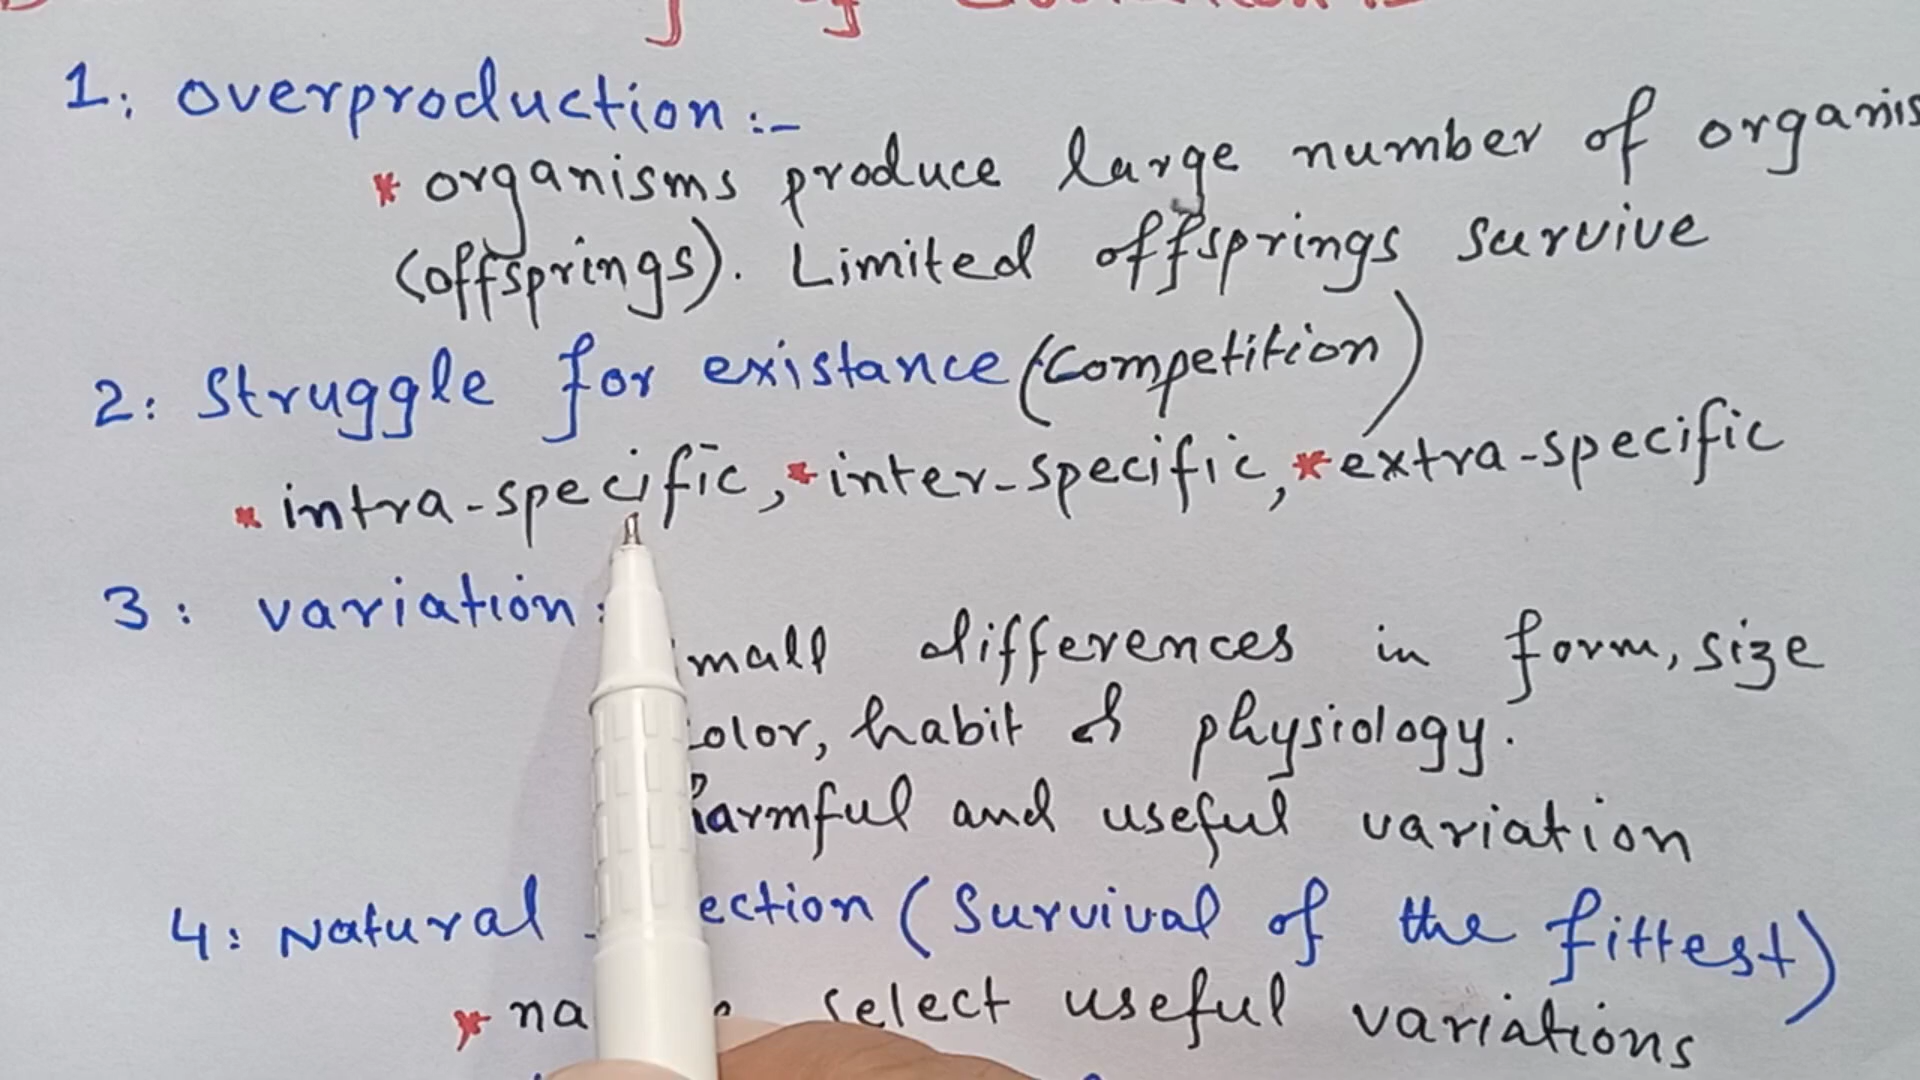 1: overproduction:-
* organisms produce large number of organis
(offsprings). Limited offsprings survive
2: Struggle for existance (Competition)
* intra-specific, * inter-specific, * extra-specific
3: variation:
mall differences in form, size
olor, habit & physiology.
harmful and useful variation
4: Natural ection (Survival of the fittest)
* na select useful variations